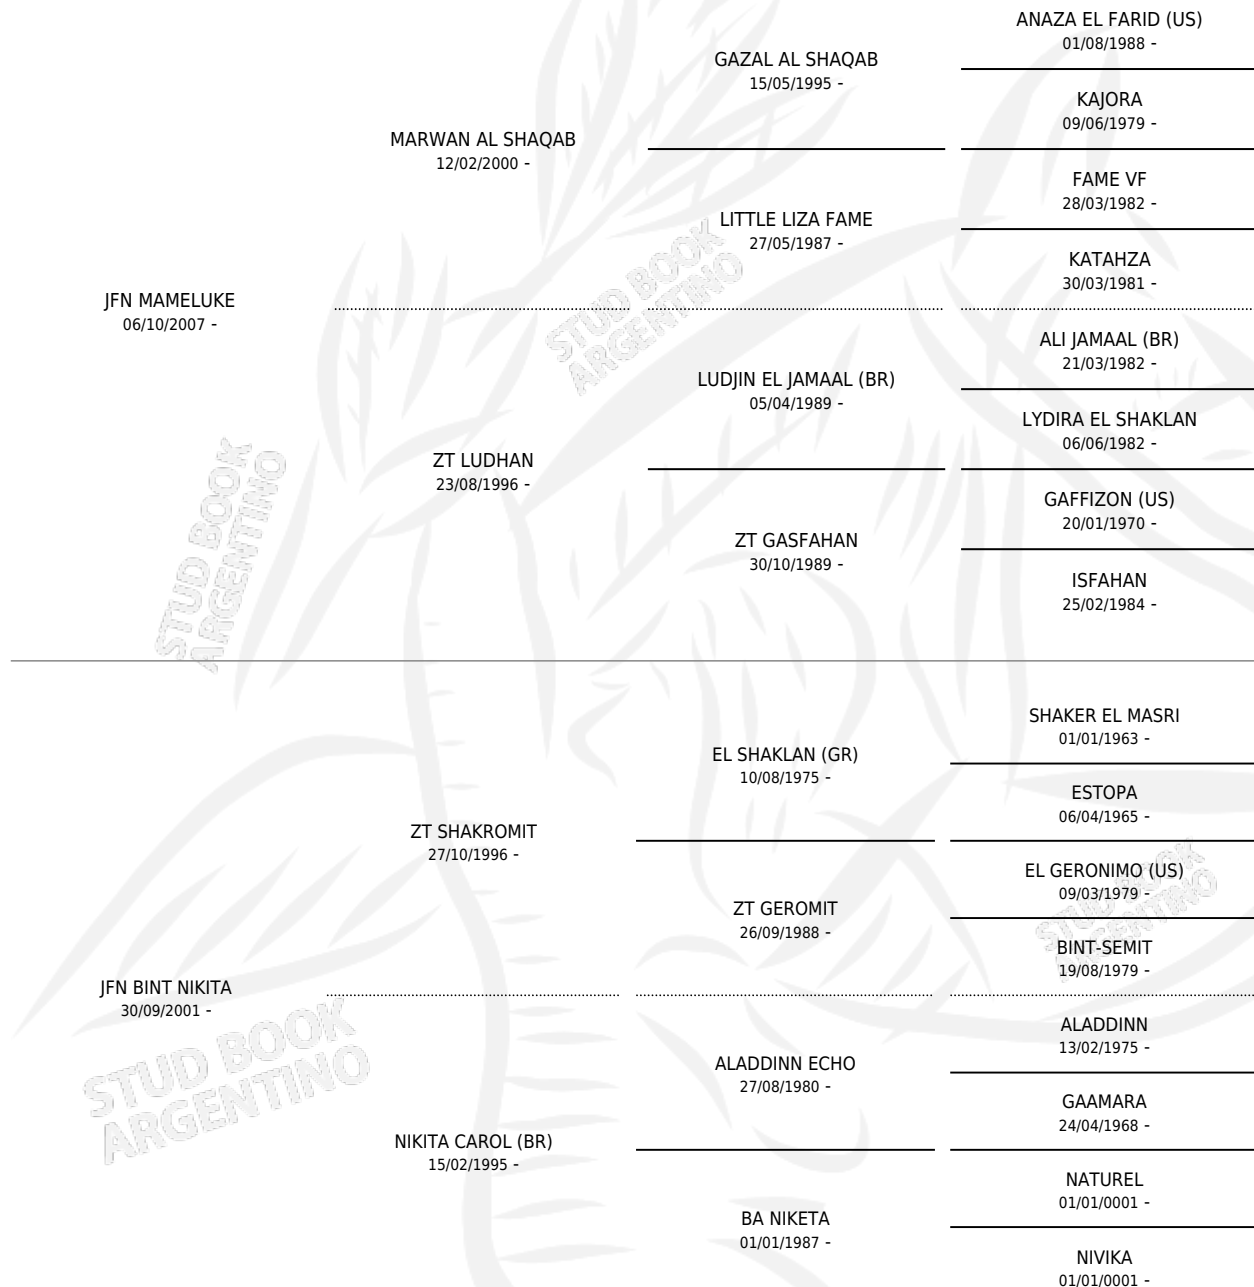 ANAZA EL FARID (US)
01/08/1988 -
GAZAL AL SHAQAB
15/05/1995 -
KAJORA
09/06/1979 -
MARWAN AL SHAQAB
12/02/2000 -
FAME VF
28/03/1982 -
LITTLE LIZA FAME
27/05/1987 -
KATAHZA
30/03/1981 -
JFN MAMELUKE
06/10/2007 -
ALI JAMAAL (BR)
21/03/1982 -
LUDJIN EL JAMAAL (BR)
05/04/1989 -
LYDIRA EL SHAKLAN
06/06/1982 -
ZT LUDHAN
23/08/1996 -
GAFFIZON (US)
20/01/1970 -
ZT GASFAHAN
30/10/1989 -
ISFAHAN
25/02/1984 -
SHAKER EL MASRI
01/01/1963 -
EL SHAKLAN (GR)
10/08/1975 -
ESTOPA
06/04/1965 -
ZT SHAKROMIT
27/10/1996 -
EL GERONIMO (US)
09/03/1979 -
ZT GEROMIT
26/09/1988 -
BINT-SEMIT
19/08/1979 -
JFN BINT NIKITA
30/09/2001 -
ALADDINN
13/02/1975 -
ALADDINN ECHO
27/08/1980 -
GAAMARA
24/04/1968 -
NIKITA CAROL (BR)
15/02/1995 -
NATUREL
01/01/0001 -
BA NIKETA
01/01/1987 -
NIVIKA
01/01/0001 -
STUD BOOK
ARGENTINO
STUD BOOK
ARGENTINO
STUD BOOK
ARGENTINO
STUD BOOK
ARGENTINO